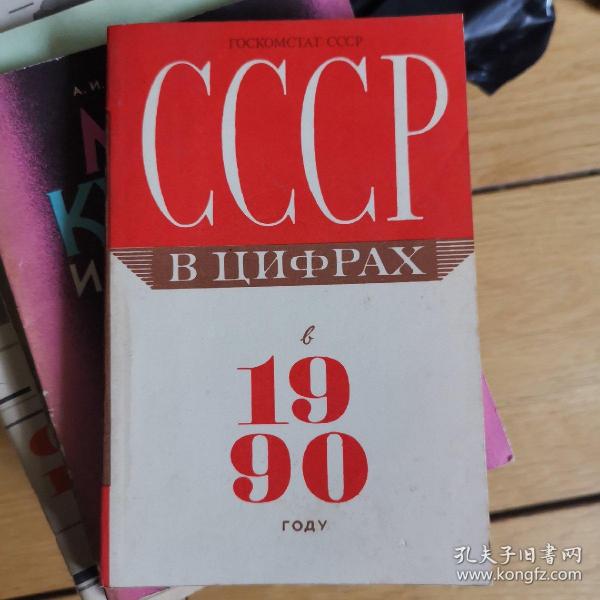 ГОСКОМСТАТ СССР
СССР
В ЦИФРАХ
в
19
90
ГОДУ
А. И.
孔夫子旧书网
www.kongfz.com